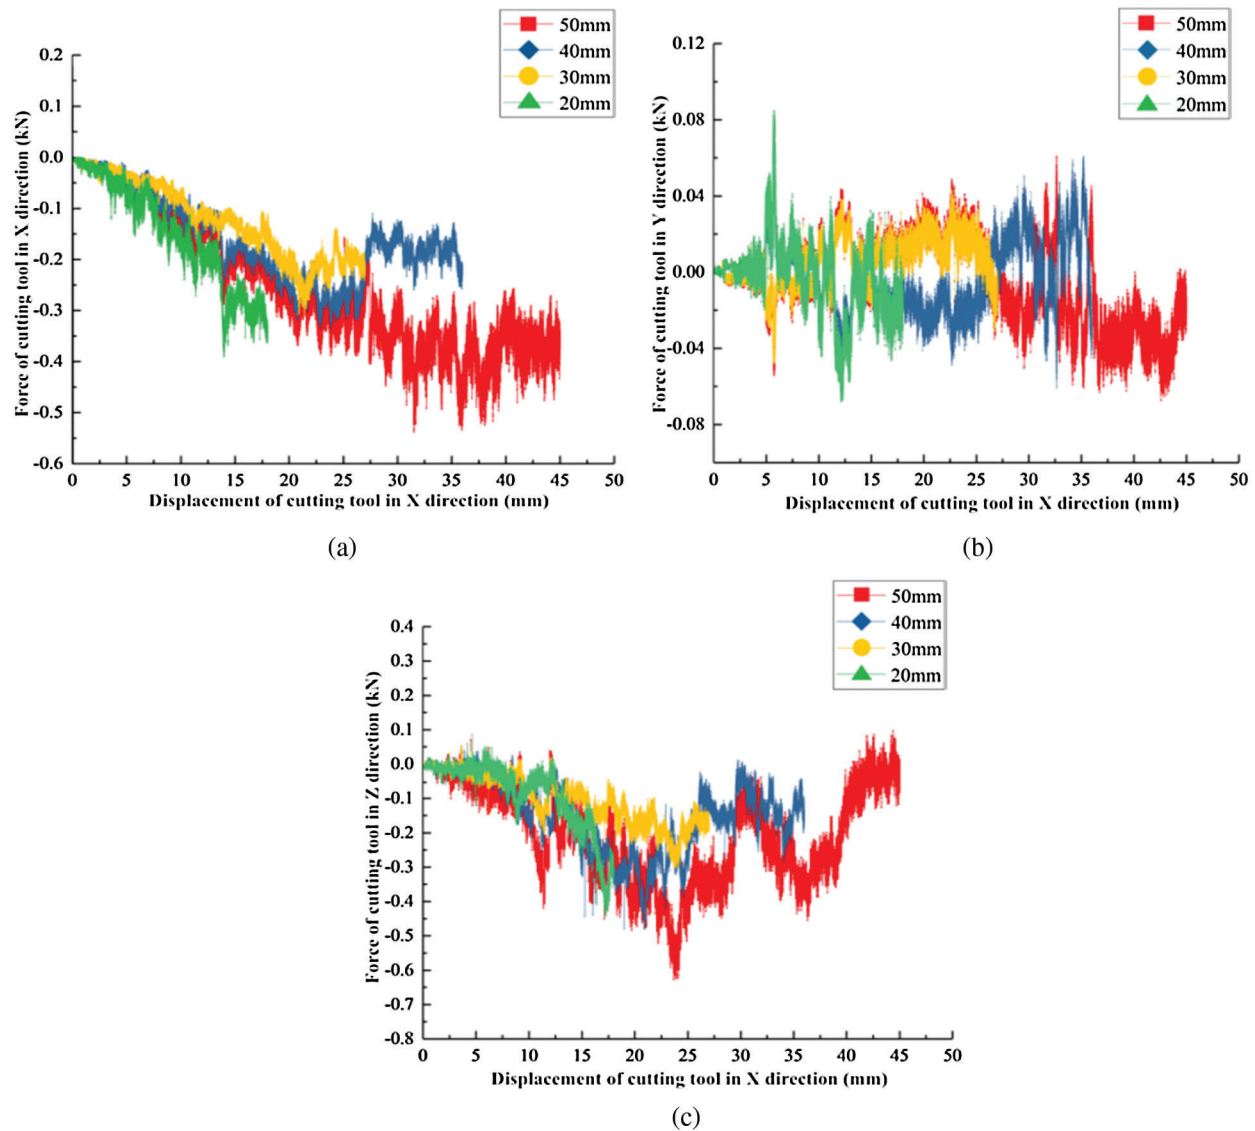 50mm
40mm
30mm
20mm
0.2
0.1
0.0
-0.1
-0.2
-0.3
-0.4
-0.5
-0.6
Force of cutting tool in X direction (kN)
0 5 10 15 20 25 30 35 40 45 50
Displacement of cutting tool in X direction (mm)
(a)
50mm
40mm
30mm
20mm
0.12
0.08
0.04
0.00
-0.04
-0.08
Force of cutting tool in Y direction (kN)
0 5 10 15 20 25 30 35 40 45 50
Displacement of cutting tool in X direction (mm)
(b)
50mm
40mm
30mm
20mm
0.4
0.3
0.2
0.1
0.0
-0.1
-0.2
-0.3
-0.4
-0.5
-0.6
-0.7
-0.8
Force of cutting tool in Z direction (kN)
0 5 10 15 20 25 30 35 40 45 50
Displacement of cutting tool in X direction (mm)
(c)